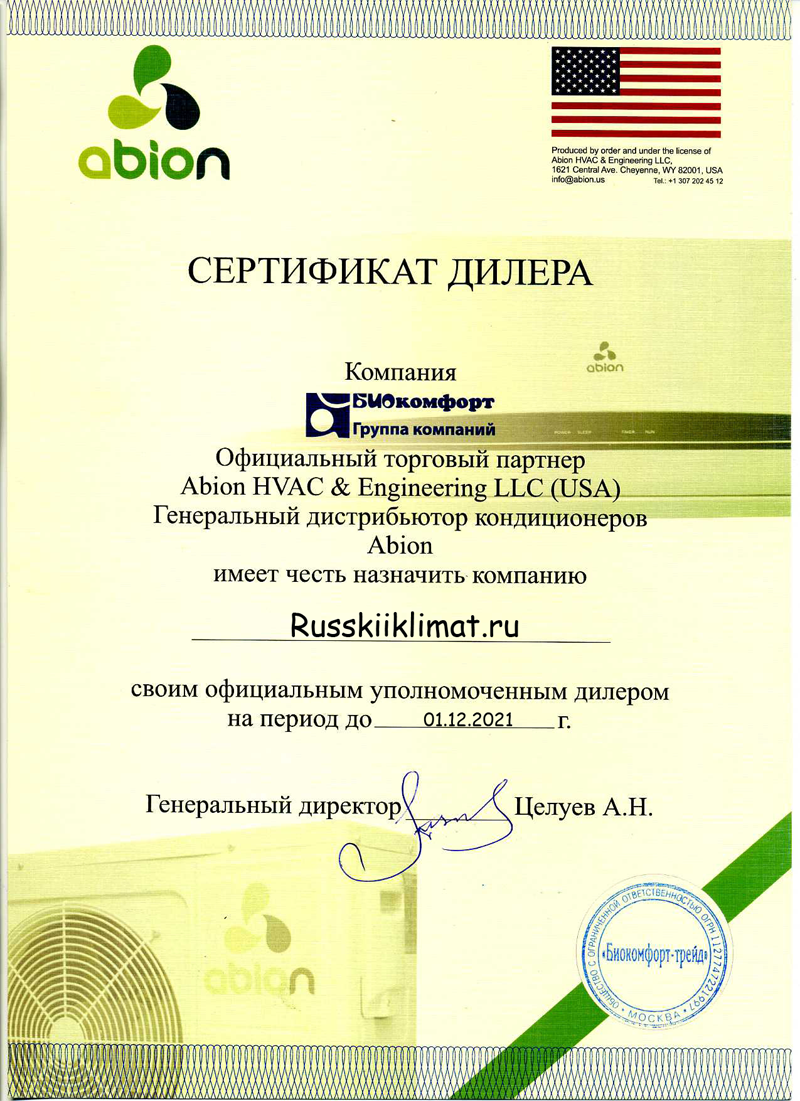 abion
Produced by order and under the license of
Abion HVAC & Engineering LLC,
1621 Central Ave. Cheyenne, WY 82001, USA
info@abion.us Tel.: +1 307 202 45 12
СЕРТИФИКАТ ДИЛЕРА
abion
Компания
БИОкомфорт
Группа компаний
Официальный торговый партнер
Abion HVAC & Engineering LLC (USA)
Генеральный дистрибьютор кондиционеров
Abion
имеет честь назначить компанию
Russkiiklimat.ru
своим официальным уполномоченным дилером
на период до 01.12.2021 г.
Генеральный директор Целуев А.Н.
abion
ОБЩЕСТВО С ОГРАНИЧЕННОЙ ОТВЕТСТВЕННОСТЬЮ ОГРН 1127747221997
«Биокомфорт-трейд»
МОСКВА